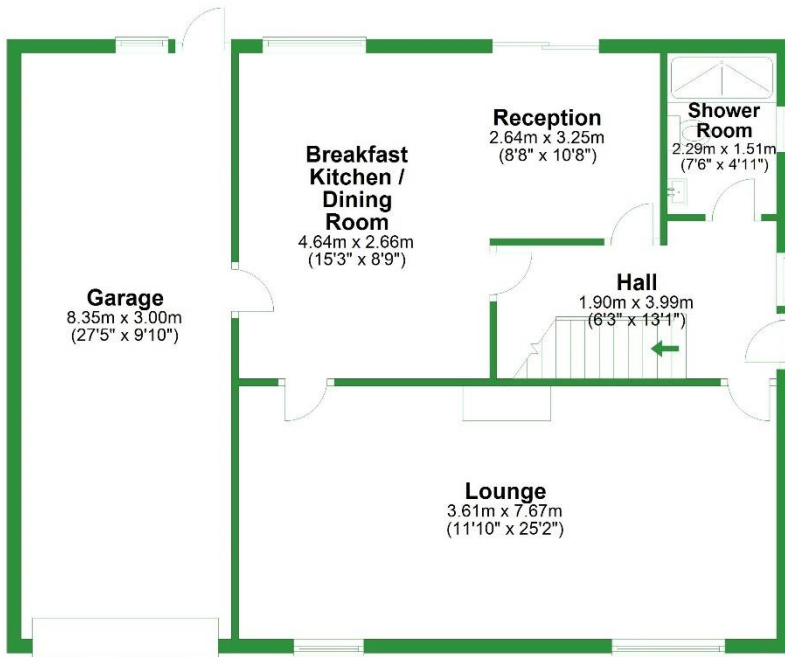 Reception
2.64m x 3.25m
(8'8" x 10'8")
Shower
Room
2.29m x 1.51m
(7'6" x 4'11")
Breakfast
Kitchen /
Dining
Room
4.64m x 2.66m
(15'3" x 8'9")
Garage
8.35m x 3.00m
(27'5" x 9'10")
Hall
1.90m x 3.99m
(6'3" x 13'1")
Lounge
3.61m x 7.67m
(11'10" x 25'2")